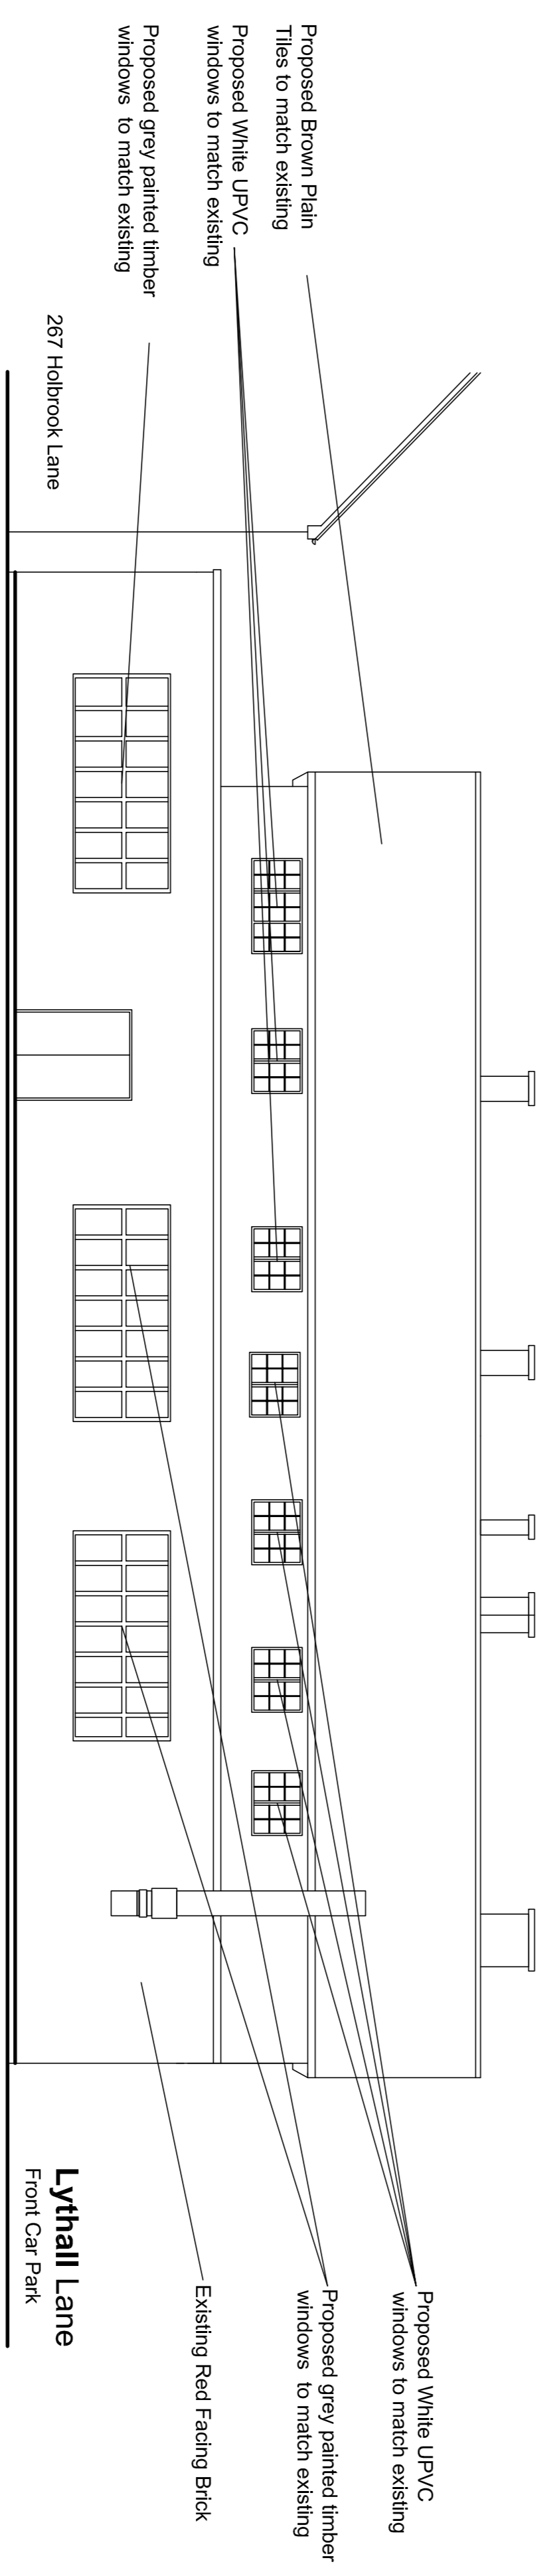 Proposed Brown Plain
Tiles to match existing
Proposed White UPVC
windows to match existing
Proposed grey painted timber
windows to match existing
267 Holbrook Lane
Proposed White UPVC
windows to match existing
Proposed grey painted timber
windows to match existing
Existing Red Facing Brick
Lythall Lane
Front Car Park